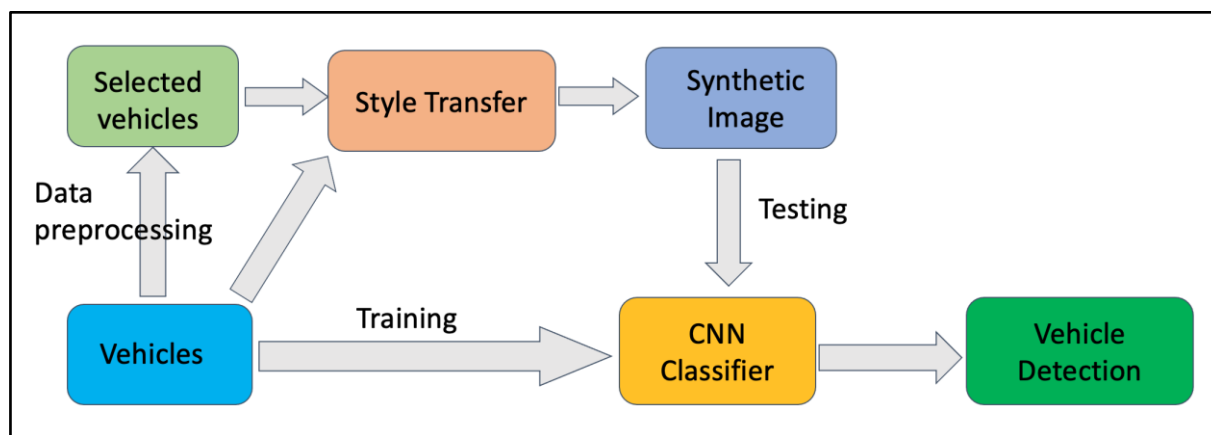 Selected
vehicles
Style Transfer
Synthetic
Image
Data
preprocessing
Testing
Vehicles
Training
CNN
Classifier
Vehicle
Detection